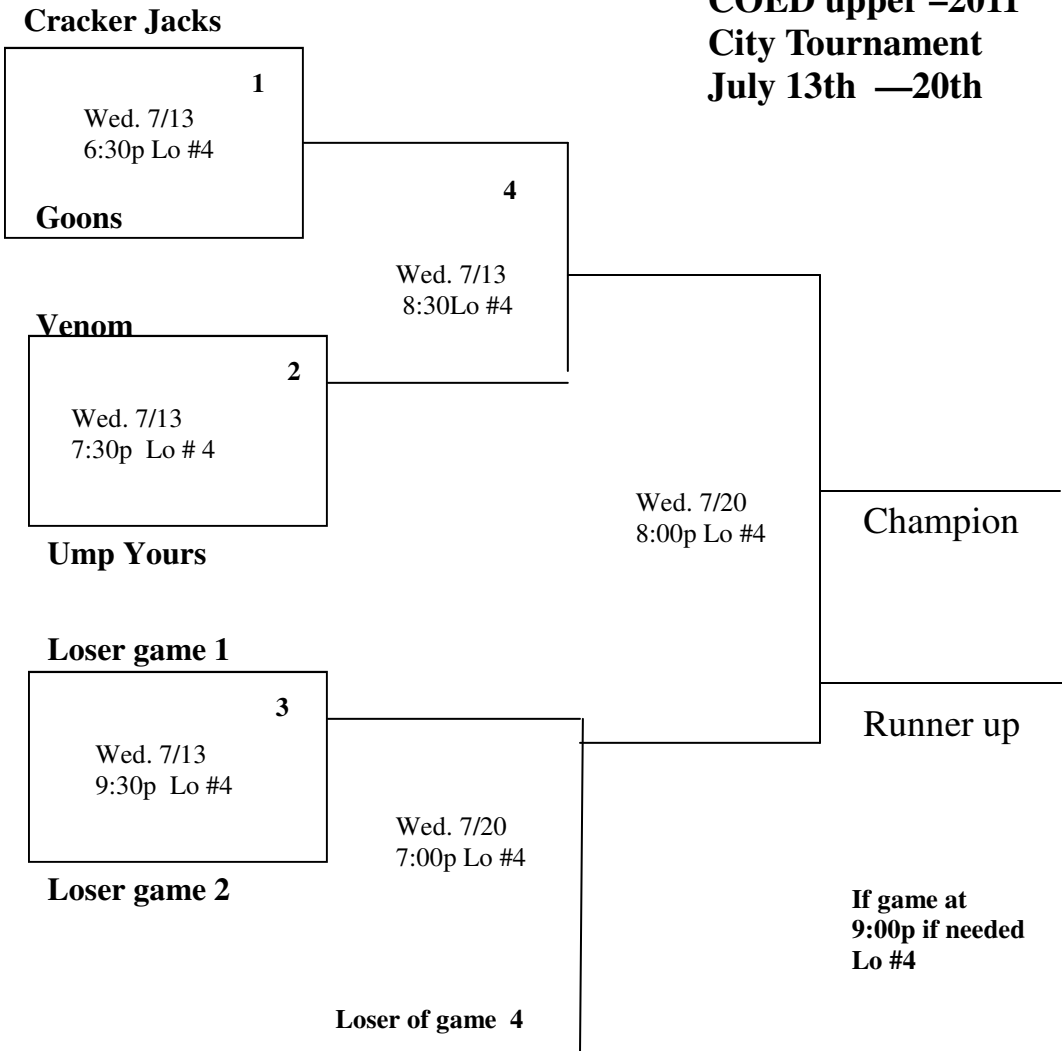 COED upper –2011
City Tournament
July 13th —20th
Cracker Jacks
1
Wed. 7/13
6:30p Lo #4
Goons
4
Wed. 7/13
8:30Lo #4
Venom
2
Wed. 7/13
7:30p Lo # 4
Ump Yours
Wed. 7/20
8:00p Lo #4
Champion
Loser game 1
3
Wed. 7/13
9:30p Lo #4
Loser game 2
Runner up
Wed. 7/20
7:00p Lo #4
If game at
9:00p if needed
Lo #4
Loser of game 4